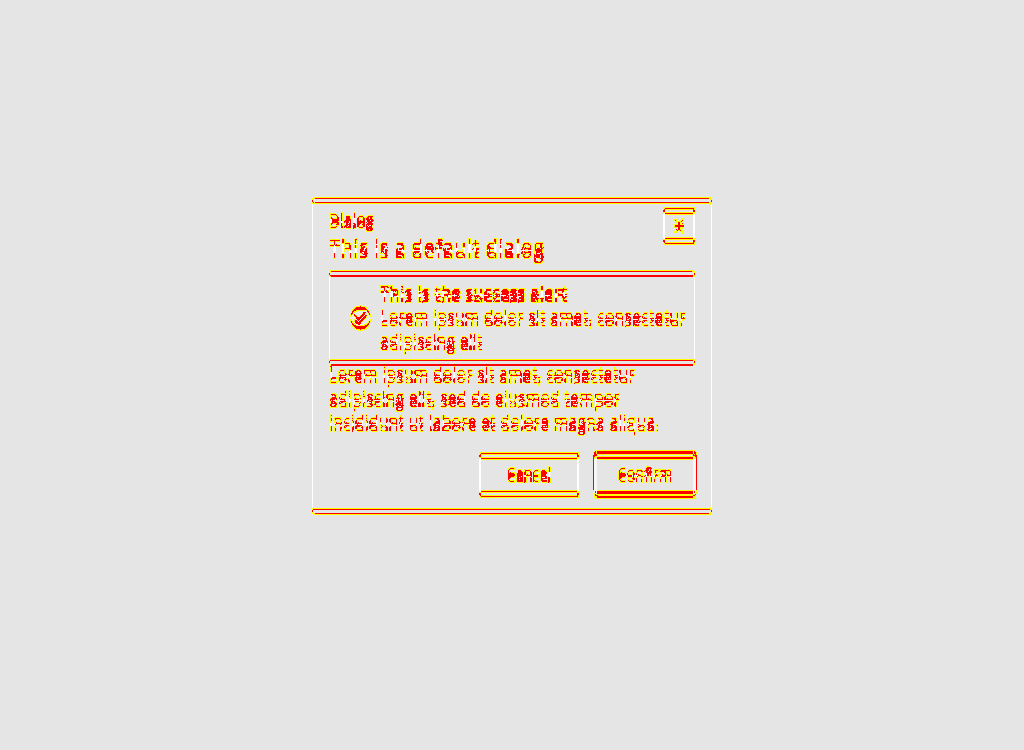 Dialog
This is a default dialog
This is the success alert
Lorem ipsum dolor sit amet, consectetur
adipiscing elit.
Lorem ipsum dolor sit amet, consectetur
adipiscing elit, sed do eiusmod tempor
incididunt ut labore et dolore magna aliqua.
Cancel
Confirm